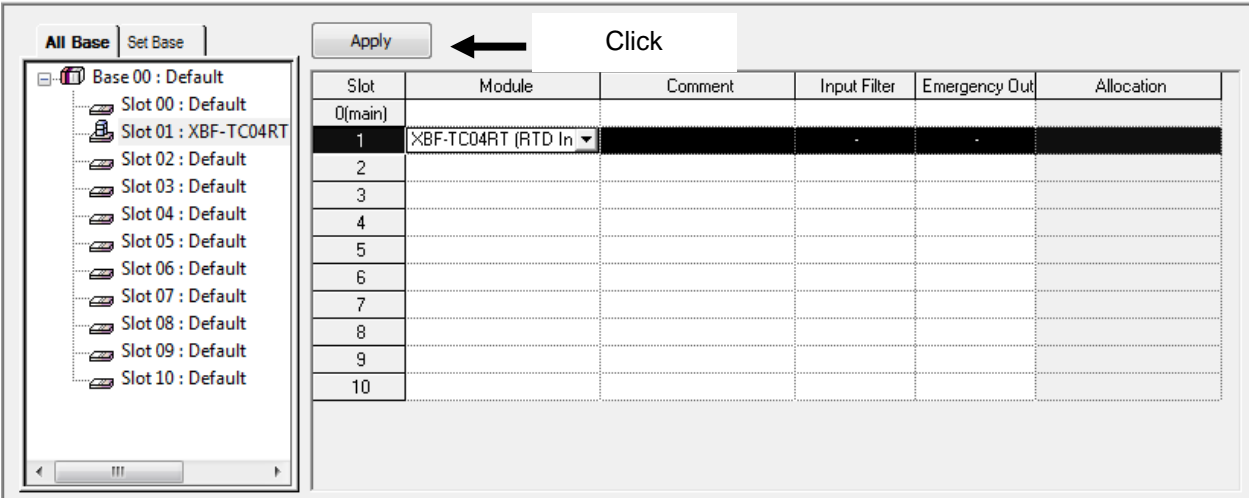 All Base Set Base Apply Click
Base 00 : Default
Slot 00 : Default
Slot 01 : XBF-TC04RT
Slot 02 : Default
Slot 03 : Default
Slot 04 : Default
Slot 05 : Default
Slot 06 : Default
Slot 07 : Default
Slot 08 : Default
Slot 09 : Default
Slot 10 : Default
Slot Module Comment Input Filter Emergency Out Allocation
0(main)
1 XBF-TC04RT (RTD In - -
2
3
4
5
6
7
8
9
10